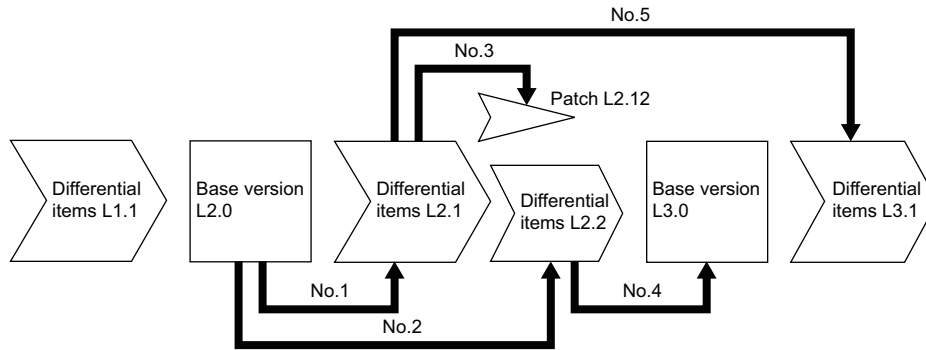 No.5
No.3
Patch L2.12
Differential
items L1.1
Base version
L2.0
Differential
items L2.1
Differential
items L2.2
Base version
L3.0
Differential
items L3.1
No.1
No.4
No.2